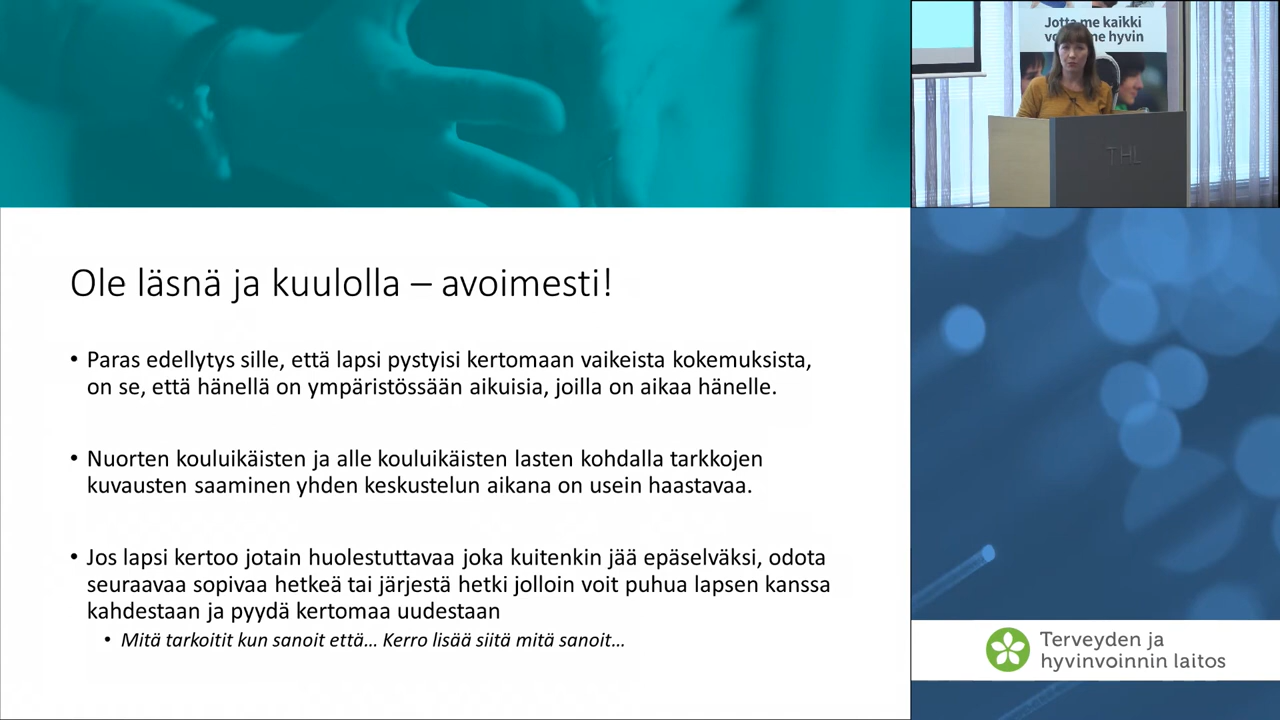 Ole läsnä ja kuulolla – avoimesti!
• Paras edellytys sille, että lapsi pystyisi kertomaan vaikeista kokemuksista,
on se, että hänellä on ympäristössään aikuisia, joilla on aikaa hänelle.
• Nuorten kouluikäisten ja alle kouluikäisten lasten kohdalla tarkkojen
kuvausten saaminen yhden keskustelun aikana on usein haastavaa.
• Jos lapsi kertoo jotain huolestuttavaa joka kuitenkin jää epäselväksi, odota
seuraavaa sopivaa hetkeä tai järjestä hetki jolloin voit puhua lapsen kanssa
kahdestaan ja pyydä kertomaa uudestaan
• Mitä tarkoitit kun sanoit että… Kerro lisää siitä mitä sanoit…
Jotta me kaikki
hyvin
THL
Terveyden ja
hyvinvoinnin laitos